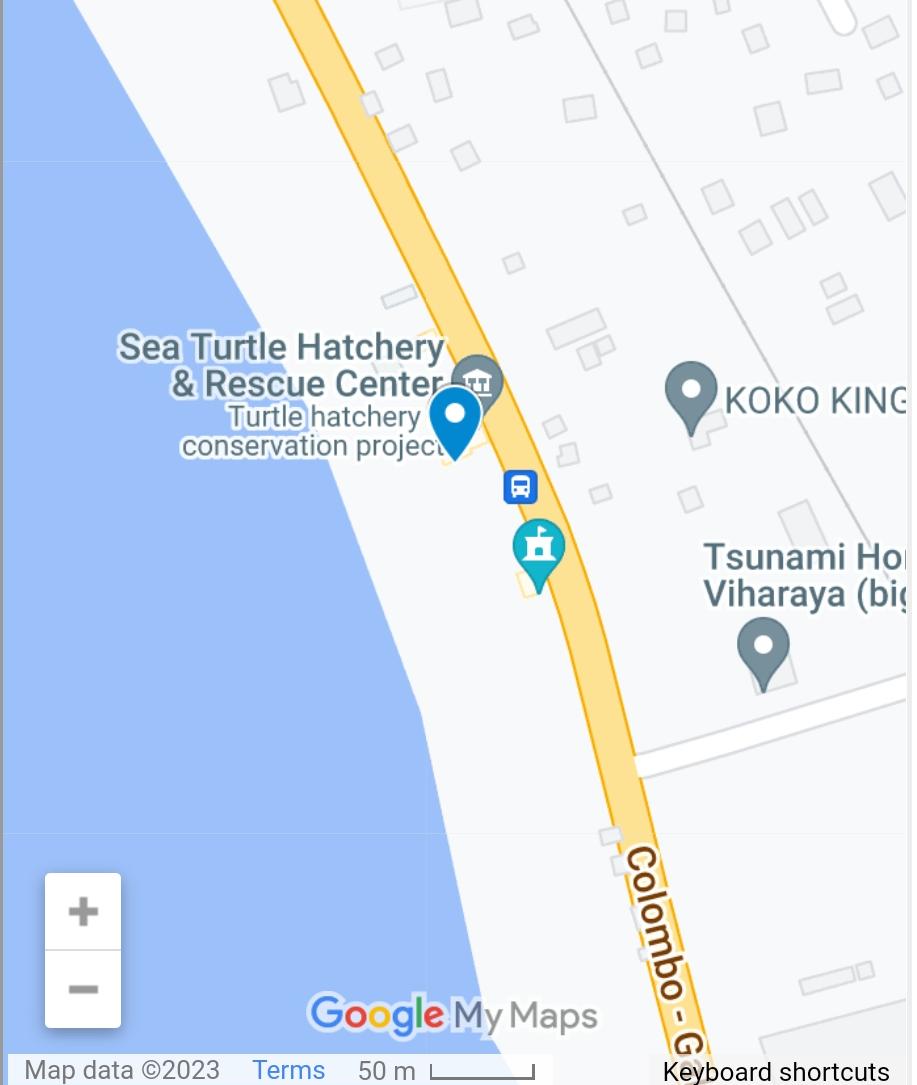 Sea Turtle Hatchery
& Rescue Center
Turtle hatchery
conservation project
KOKO KING
Tsunami Ho
Viharaya (big
Colombo - Ga
+
−
Google My Maps
Map data ©2023 Terms 50 m
Keyboard shortcuts